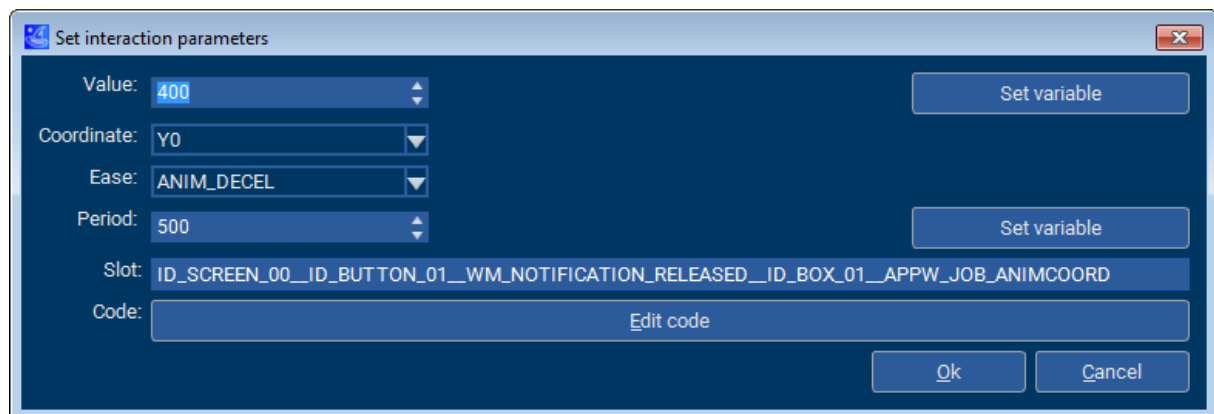 Set interaction parameters
Value: 400 Set variable
Coordinate: Y0
Ease: ANIM_DECEL
Period: 500 Set variable
Slot: ID_SCREEN_00__ID_BUTTON_01__WM_NOTIFICATION_RELEASED__ID_BOX_01__APPW_JOB_ANIMCOORD
Code: Edit code
Ok Cancel